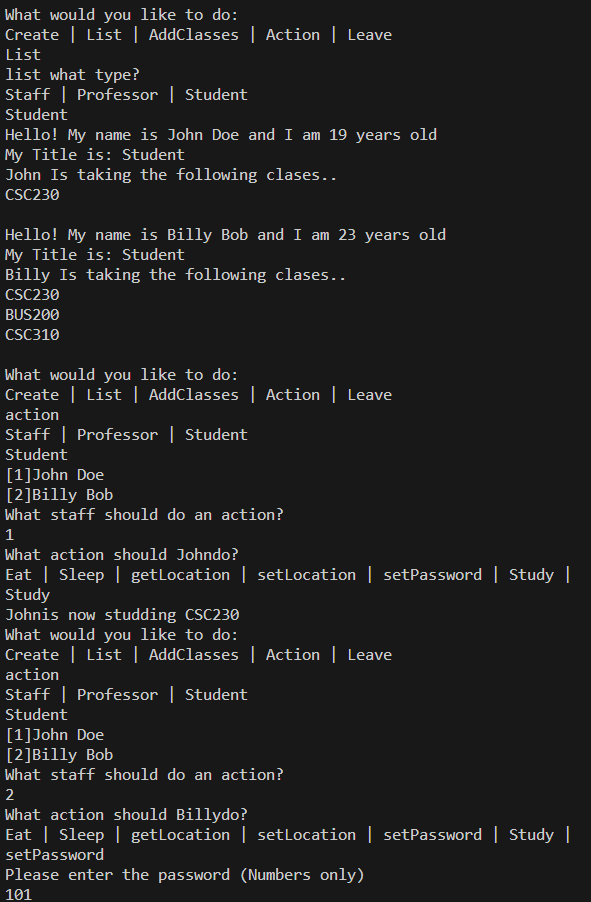 What would you like to do:
Create | List | AddClasses | Action | Leave
List
list what type?
Staff | Professor | Student
Student
Hello! My name is John Doe and I am 19 years old
My Title is: Student
John Is taking the following clases..
CSC230

Hello! My name is Billy Bob and I am 23 years old
My Title is: Student
Billy Is taking the following clases..
CSC230
BUS200
CSC310

What would you like to do:
Create | List | AddClasses | Action | Leave
action
Staff | Professor | Student
Student
[1]John Doe
[2]Billy Bob
What staff should do an action?
1
What action should Johndo?
Eat | Sleep | getLocation | setLocation | setPassword | Study |
Study
Johnis now studding CSC230
What would you like to do:
Create | List | AddClasses | Action | Leave
action
Staff | Professor | Student
Student
[1]John Doe
[2]Billy Bob
What staff should do an action?
2
What action should Billydo?
Eat | Sleep | getLocation | setLocation | setPassword | Study |
setPassword
Please enter the password (Numbers only)
101